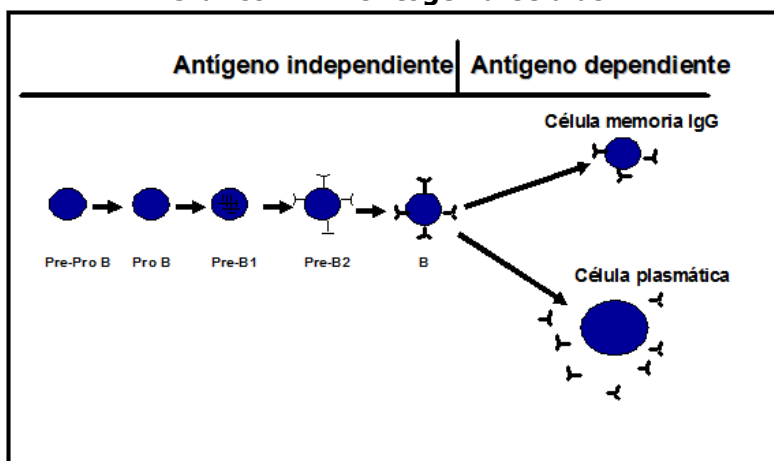 Antígeno independiente Antígeno dependiente
Célula memoria IgG
Pre-Pro B Pro B Pre-B1 Pre-B2 B
Célula plasmática